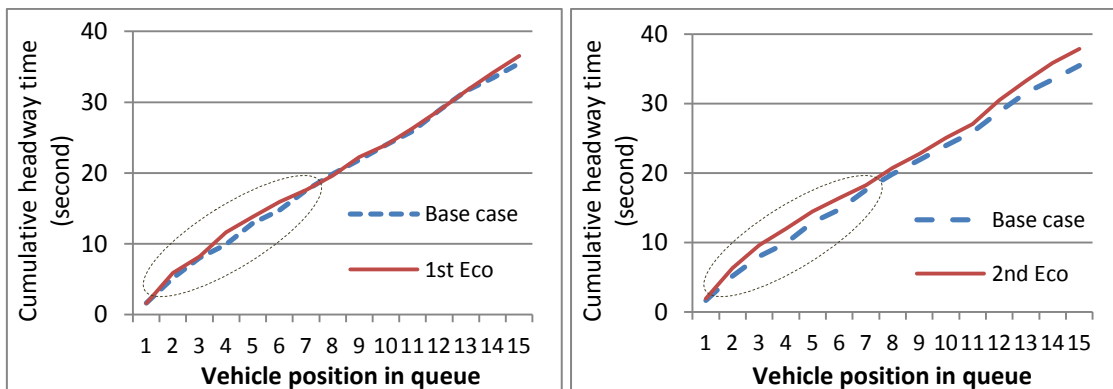 Cumulative headway time
(second)
40
30
20
10
0
Base case
1st Eco
1 2 3 4 5 6 7 8 9 10 11 12 13 14 15
Vehicle position in queue
Cumulative headway time
(second)
40
30
20
10
0
Base case
2nd Eco
1 2 3 4 5 6 7 8 9 10 11 12 13 14 15
Vehicle position in queue